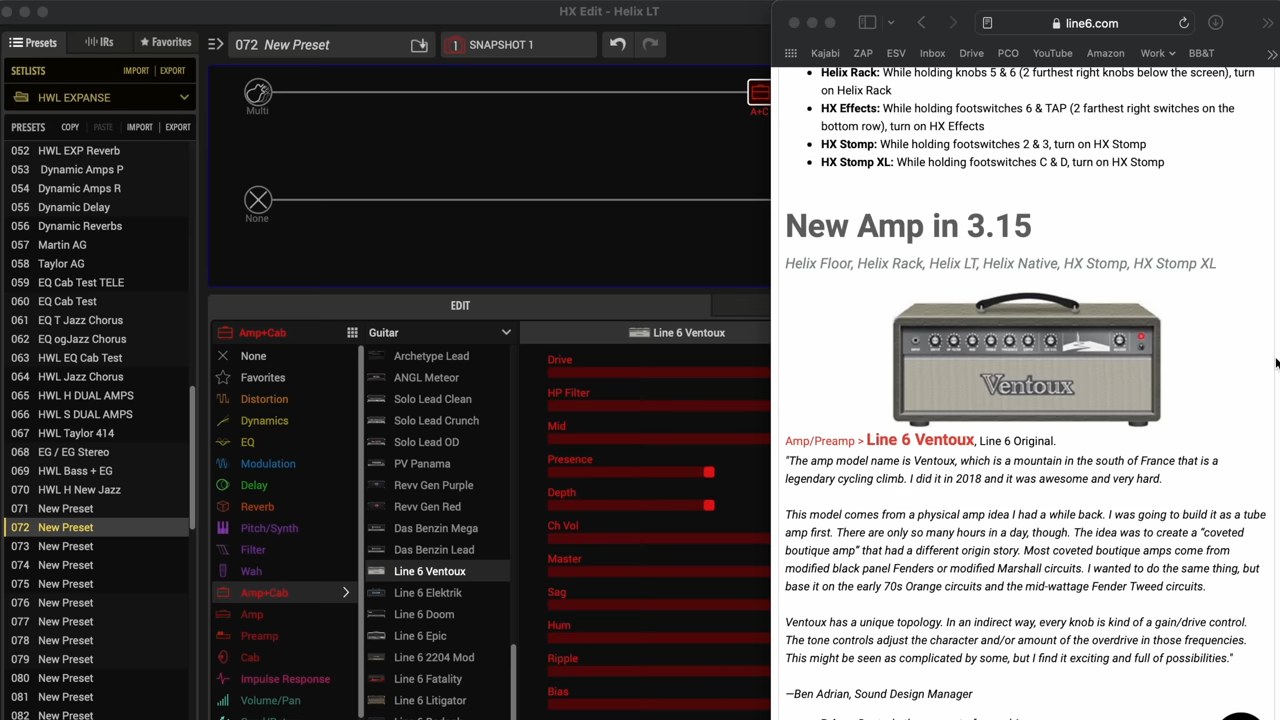 HX Edit - Helix LT
Presets
IRs
Favorites
072 New Preset
1
SNAPSHOT 1
SETLISTS
IMPORT
EXPORT
HWL EXPANSE
PRESETS
COPY
PASTE
IMPORT
EXPORT
052 HWL EXP Reverb
053 Dynamic Amps P
054 Dynamic Amps R
055 Dynamic Delay
056 Dynamic Reverbs
057 Martin AG
058 Taylor AG
059 EQ Cab Test TELE
060 EQ Cab Test
061 EQ T Jazz Chorus
062 EQ ogJazz Chorus
063 HWL EQ Cab Test
064 HWL Jazz Chorus
065 HWL H DUAL AMPS
066 HWL S DUAL AMPS
067 HWL Taylor 414
068 EG / EG Stereo
069 HWL Bass + EG
070 HWL H New Jazz
071 New Preset
072 New Preset
073 New Preset
074 New Preset
075 New Preset
076 New Preset
077 New Preset
078 New Preset
079 New Preset
080 New Preset
081 New Preset
082 New Preset
Multi
A+C
None
EDIT
Amp+Cab
Guitar
Line 6 Ventoux
None
Favorites
Distortion
Dynamics
EQ
Modulation
Delay
Reverb
Pitch/Synth
Filter
Wah
Amp+Cab
Amp
Preamp
Cab
Impulse Response
Volume/Pan
Archetype Lead
ANGL Meteor
Solo Lead Clean
Solo Lead Crunch
Solo Lead OD
PV Panama
Revv Gen Purple
Revv Gen Red
Das Benzin Mega
Das Benzin Lead
Line 6 Ventoux
Line 6 Elektrik
Line 6 Doom
Line 6 Epic
Line 6 2204 Mod
Line 6 Fatality
Line 6 Litigator
Drive
HP Filter
Mid
Presence
Depth
Ch Vol
Master
Sag
Hum
Ripple
Bias
line6.com
Kajabi
ZAP
ESV
Inbox
Drive
PCO
YouTube
Amazon
Work
BB&T
Helix Rack: While holding knobs 5 & 6 (2 furthest right knobs below the screen), turn
on Helix Rack
HX Effects: While holding footswitches 6 & TAP (2 farthest right switches on the
bottom row), turn on HX Effects
HX Stomp: While holding footswitches 2 & 3, turn on HX Stomp
HX Stomp XL: While holding footswitches C & D, turn on HX Stomp
New Amp in 3.15
Helix Floor, Helix Rack, Helix LT, Helix Native, HX Stomp, HX Stomp XL
Ventoux
Amp/Preamp > Line 6 Ventoux, Line 6 Original.
"The amp model name is Ventoux, which is a mountain in the south of France that is a
legendary cycling climb. I did it in 2018 and it was awesome and very hard.
This model comes from a physical amp idea I had a while back. I was going to build it as a tube
amp first. There are only so many hours in a day, though. The idea was to create a "coveted
boutique amp" that had a different origin story. Most coveted boutique amps come from
modified black panel Fenders or modified Marshall circuits. I wanted to do the same thing, but
base it on the early 70s Orange circuits and the mid-wattage Fender Tweed circuits.
Ventoux has a unique topology. In an indirect way, every knob is kind of a gain/drive control.
The tone controls adjust the character and/or amount of the overdrive in those frequencies.
This might be seen as complicated by some, but I find it exciting and full of possibilities."
—Ben Adrian, Sound Design Manager